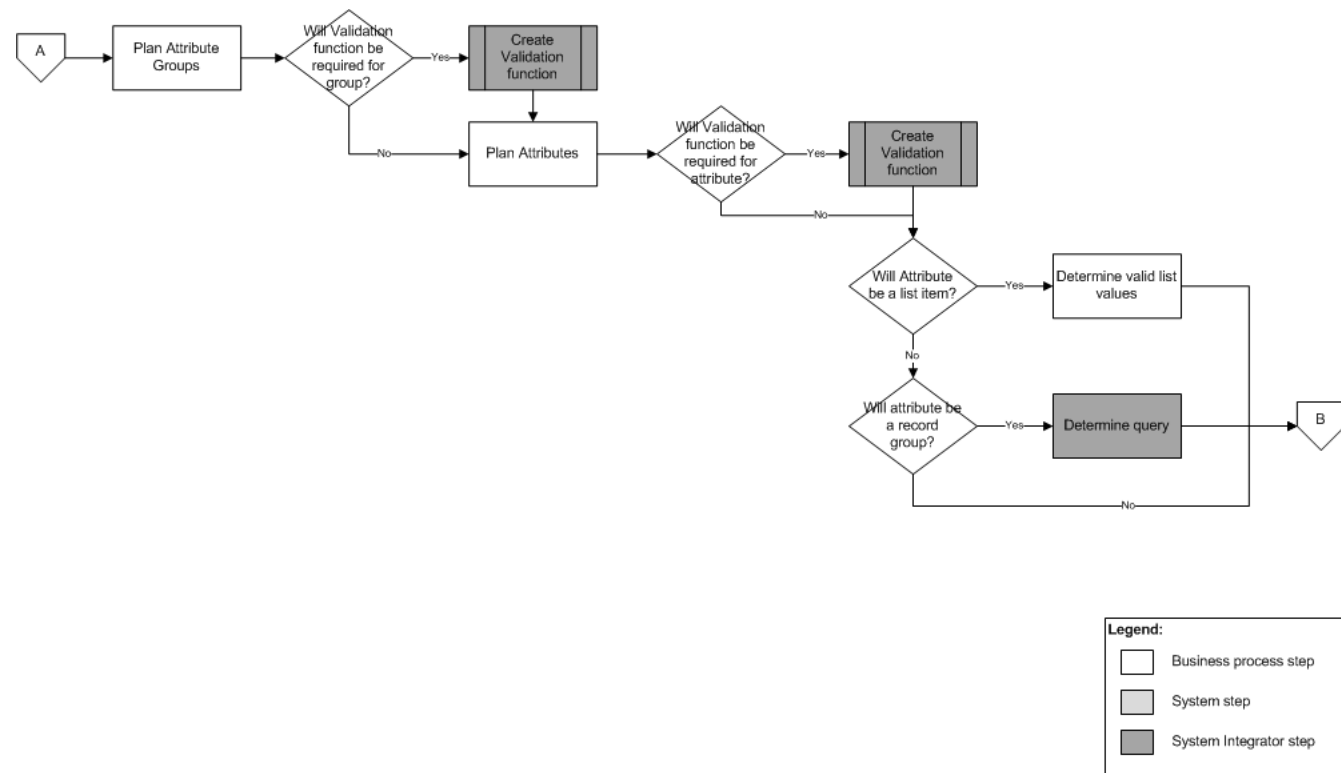 A
Plan Attribute
Groups
Will Validation
function be
required for
group?
Yes
Create
Validation
function
No
Plan Attributes
Will Validation
function be
required for
attribute?
Yes
Create
Validation
function
No
Will Attribute
be a list item?
Yes
Determine valid list
values
No
Will attribute be
a record
group?
Yes
Determine query
B
No
Legend:
Business process step
System step
System Integrator step